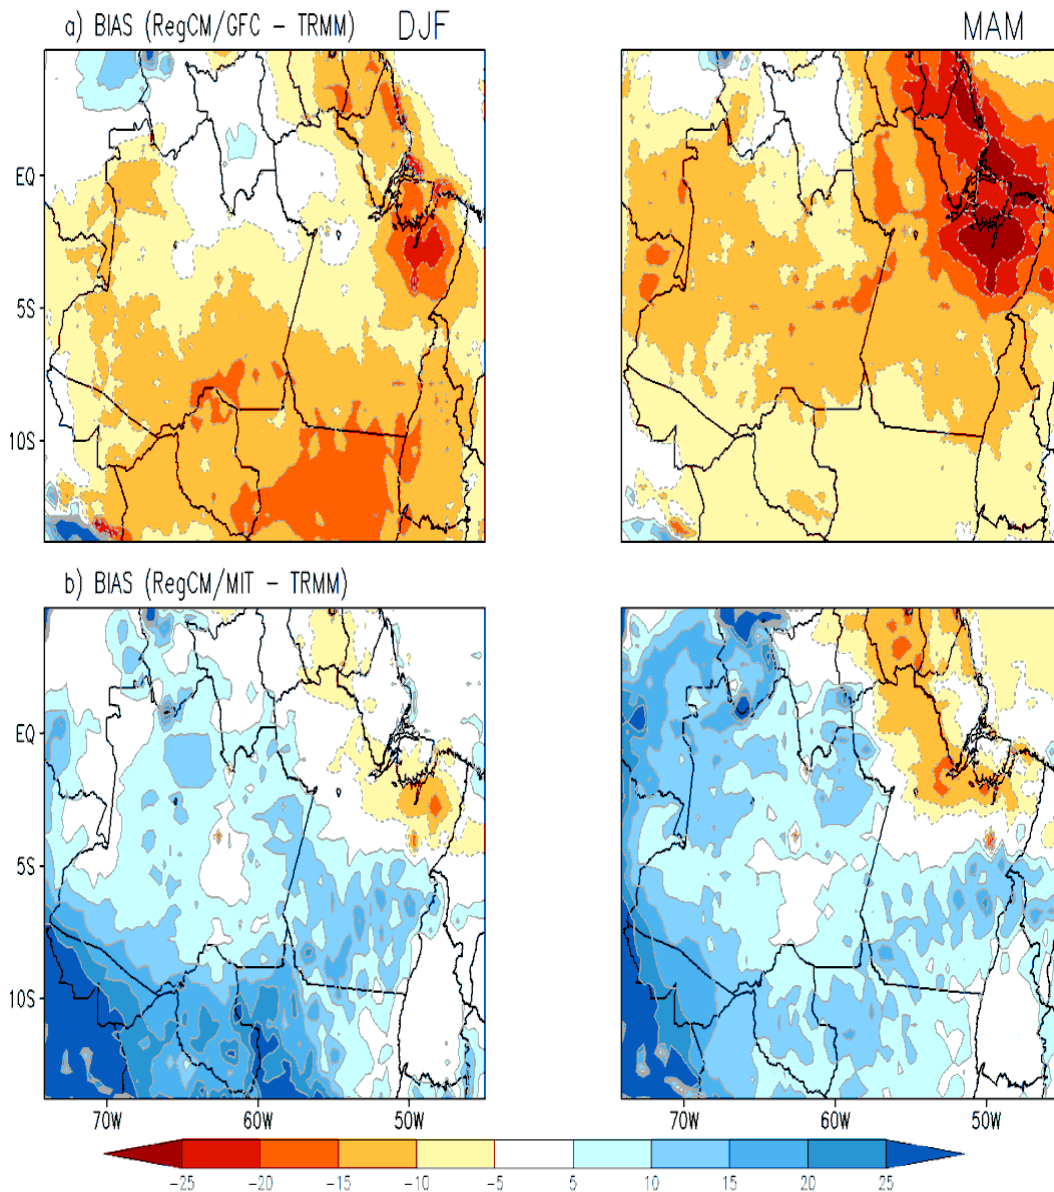 a) BIAS (RegCM/GFC – TRMM) DJF MAM
EQ
5S
10S
b) BIAS (RegCM/MIT – TRMM)
EQ
5S
10S
70W 60W 50W 70W 60W 50W
-25 -20 -15 -10 -5 5 10 15 20 25